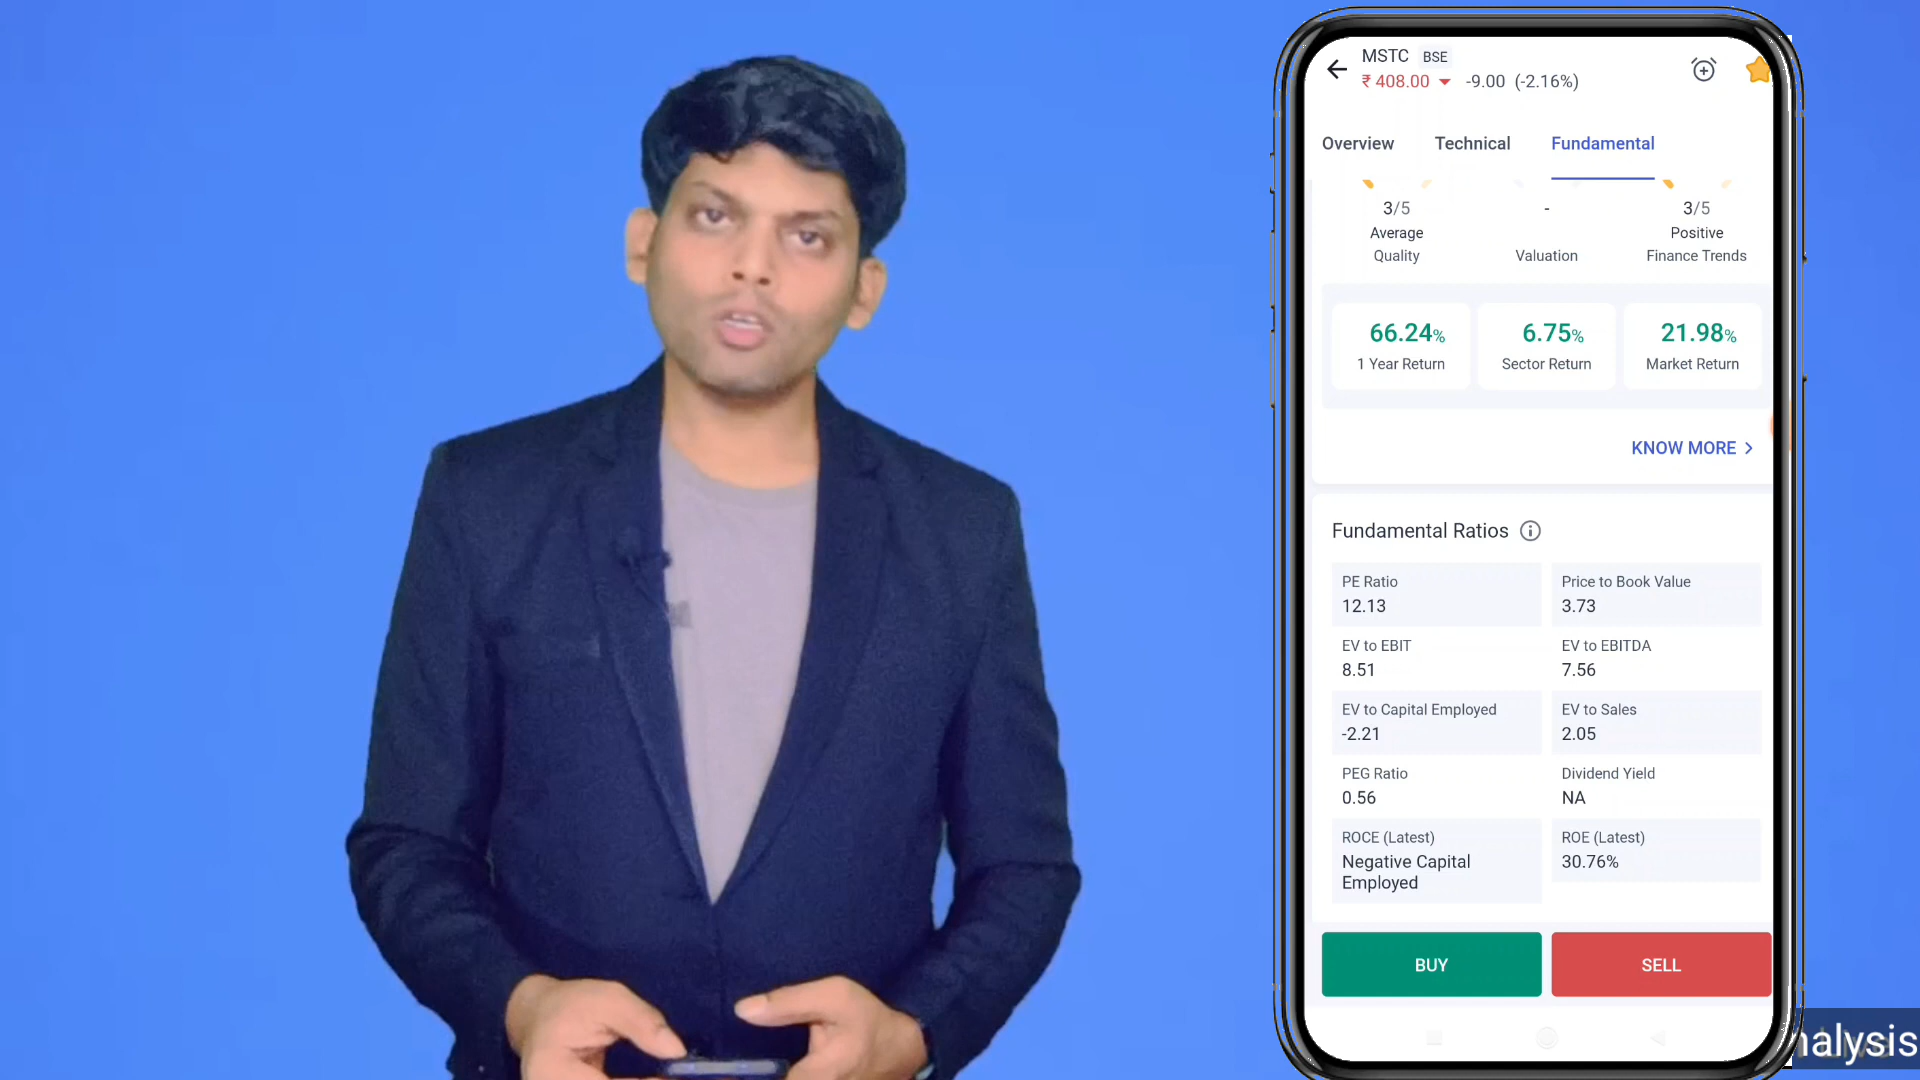 MSTC BSE
₹ 408.00 -9.00 (-2.16%)
Overview Technical Fundamental
3/5 - 3/5
Average Positive
Quality Valuation Finance Trends
66.24% 6.75% 21.98%
1 Year Return Sector Return Market Return
KNOW MORE
Fundamental Ratios
PE Ratio Price to Book Value
12.13 3.73
EV to EBIT EV to EBITDA
8.51 7.56
EV to Capital Employed EV to Sales
-2.21 2.05
PEG Ratio Dividend Yield
0.56 NA
ROCE (Latest) ROE (Latest)
Negative Capital 30.76%
Employed
BUY SELL
nalysis